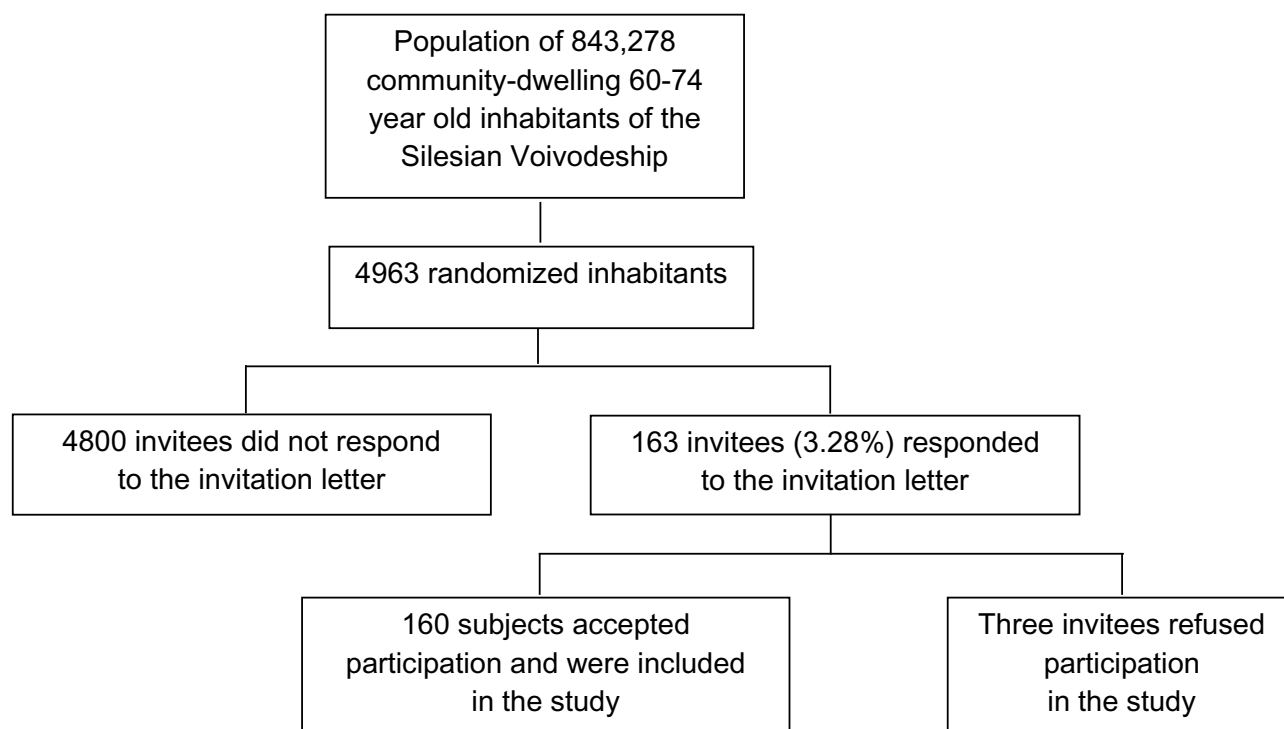 Population of 843,278
community-dwelling 60-74
year old inhabitants of the
Silesian Voivodeship
4963 randomized inhabitants
4800 invitees did not respond
to the invitation letter
163 invitees (3.28%) responded
to the invitation letter
160 subjects accepted
participation and were included
in the study
Three invitees refused
participation
in the study